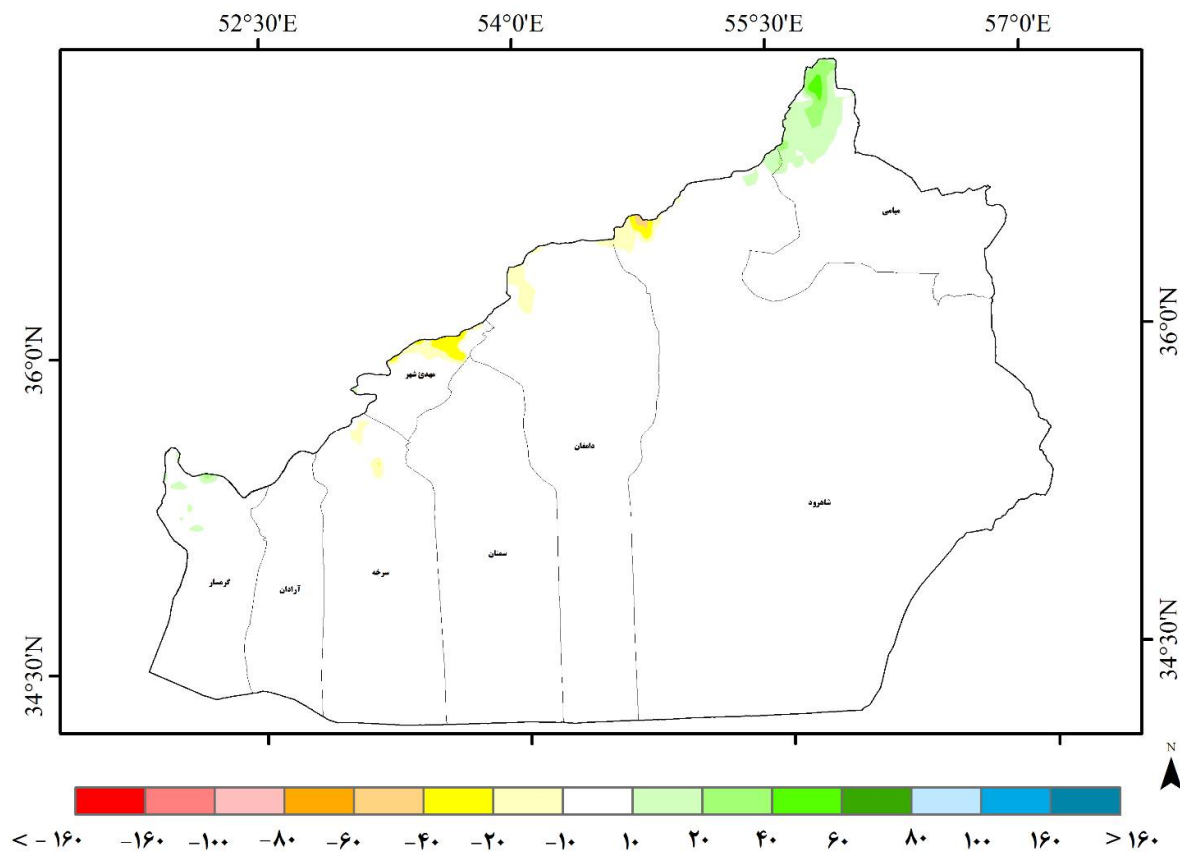 52°30'E 54°0'E 55°30'E 57°0'E
میامی
36°0'N 36°0'N
مهدی شهر
دامغان
شاهرود
سمنان
سرخه
آرادان
گرمسار
34°30'N 34°30'N
N
< -۱۶۰ -۱۶۰ -۱۰۰ -۸۰ -۶۰ -۴۰ -۲۰ -۱۰ ۱۰ ۲۰ ۴۰ ۶۰ ۸۰ ۱۰۰ ۱۶۰ > ۱۶۰